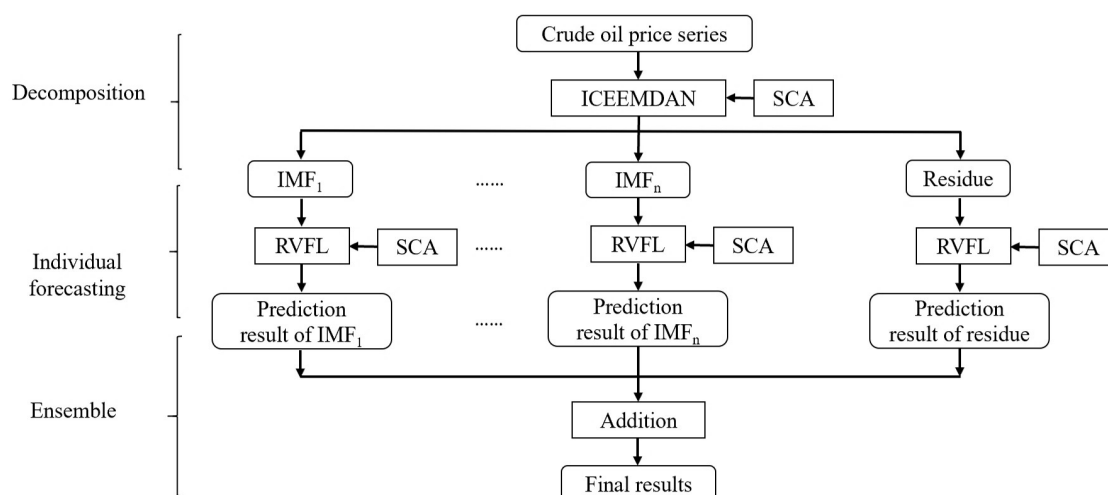 Crude oil price series
Decomposition
ICEEMDAN
SCA
IMF₁
......
IMFₙ
Residue
RVFL
SCA
......
RVFL
SCA
RVFL
SCA
Individual
forecasting
Prediction
result of IMF₁
......
Prediction
result of IMFₙ
Prediction
result of residue
Ensemble
Addition
Final results